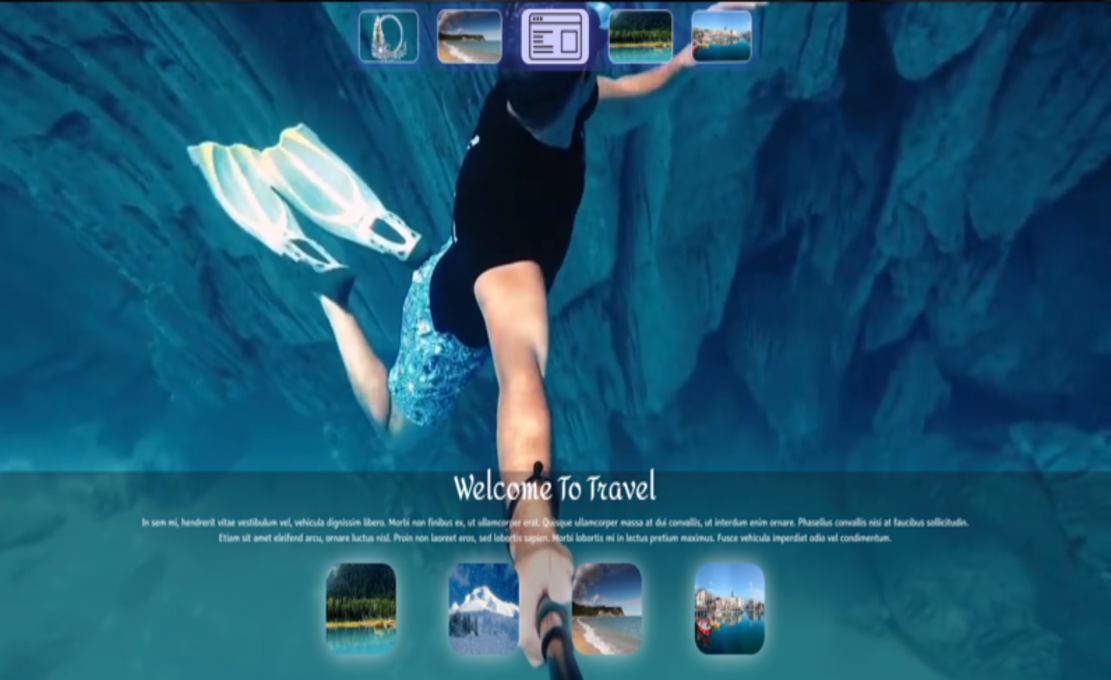 Welcome To Travel
In sem mi, hendrerit vitae vestibulum vel, vehicula dignissim libero. Morbi non finibus ex, ut ullamcorper erat. Quisque ullamcorper massa at dui convallis, ut interdum enim ornare. Phasellus convallis nisi at faucibus sollicitudin.
Etiam sit amet eleifend arcu, ornare luctus nisl. Proin non laoreet eros, sed lobortis sapien. Morbi lobortis mi in lectus pretium maximus. Fusce vehicula imperdiet odio vel condimentum.